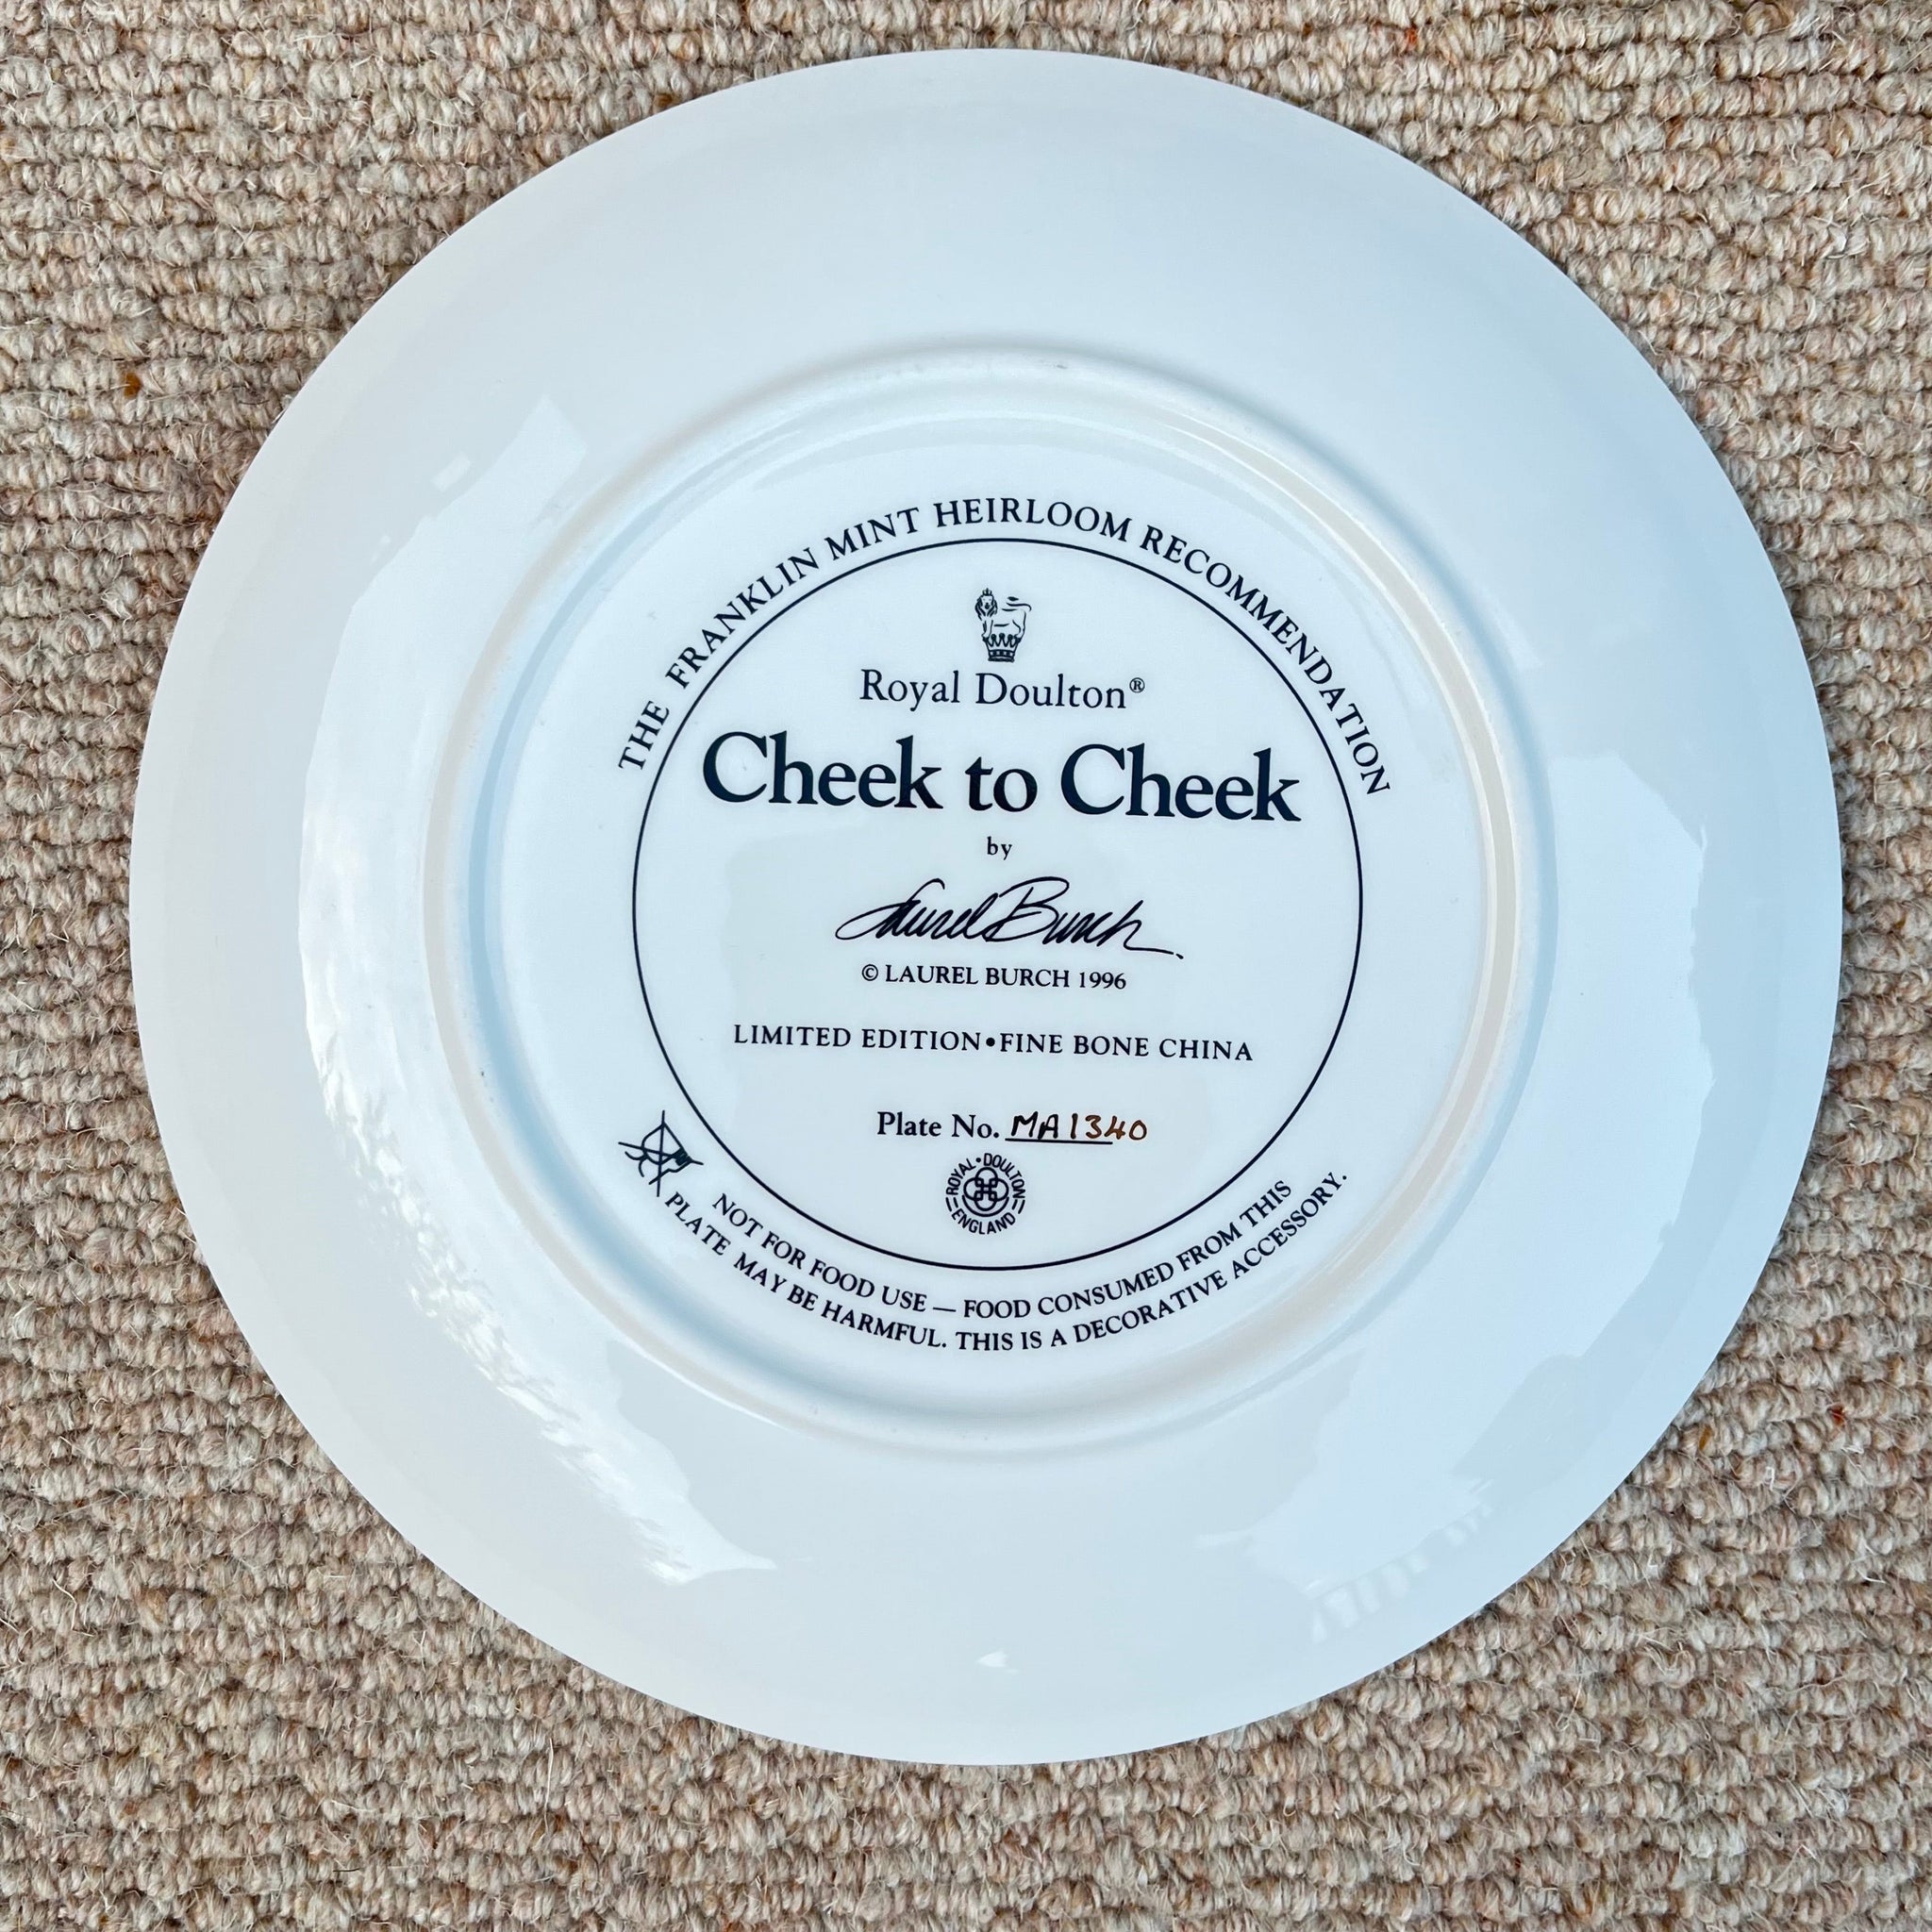 THE FRANKLIN MINT HEIRLOOM RECOMMENDATION
Royal Doulton®
Cheek to Cheek
by
Laurel Burch
© LAUREL BURCH 1996
LIMITED EDITION•FINE BONE CHINA
Plate No. MA1340
ROYAL•DOULTON
ENGLAND
NOT FOR FOOD USE — FOOD CONSUMED FROM THIS
PLATE MAY BE HARMFUL. THIS IS A DECORATIVE ACCESSORY.